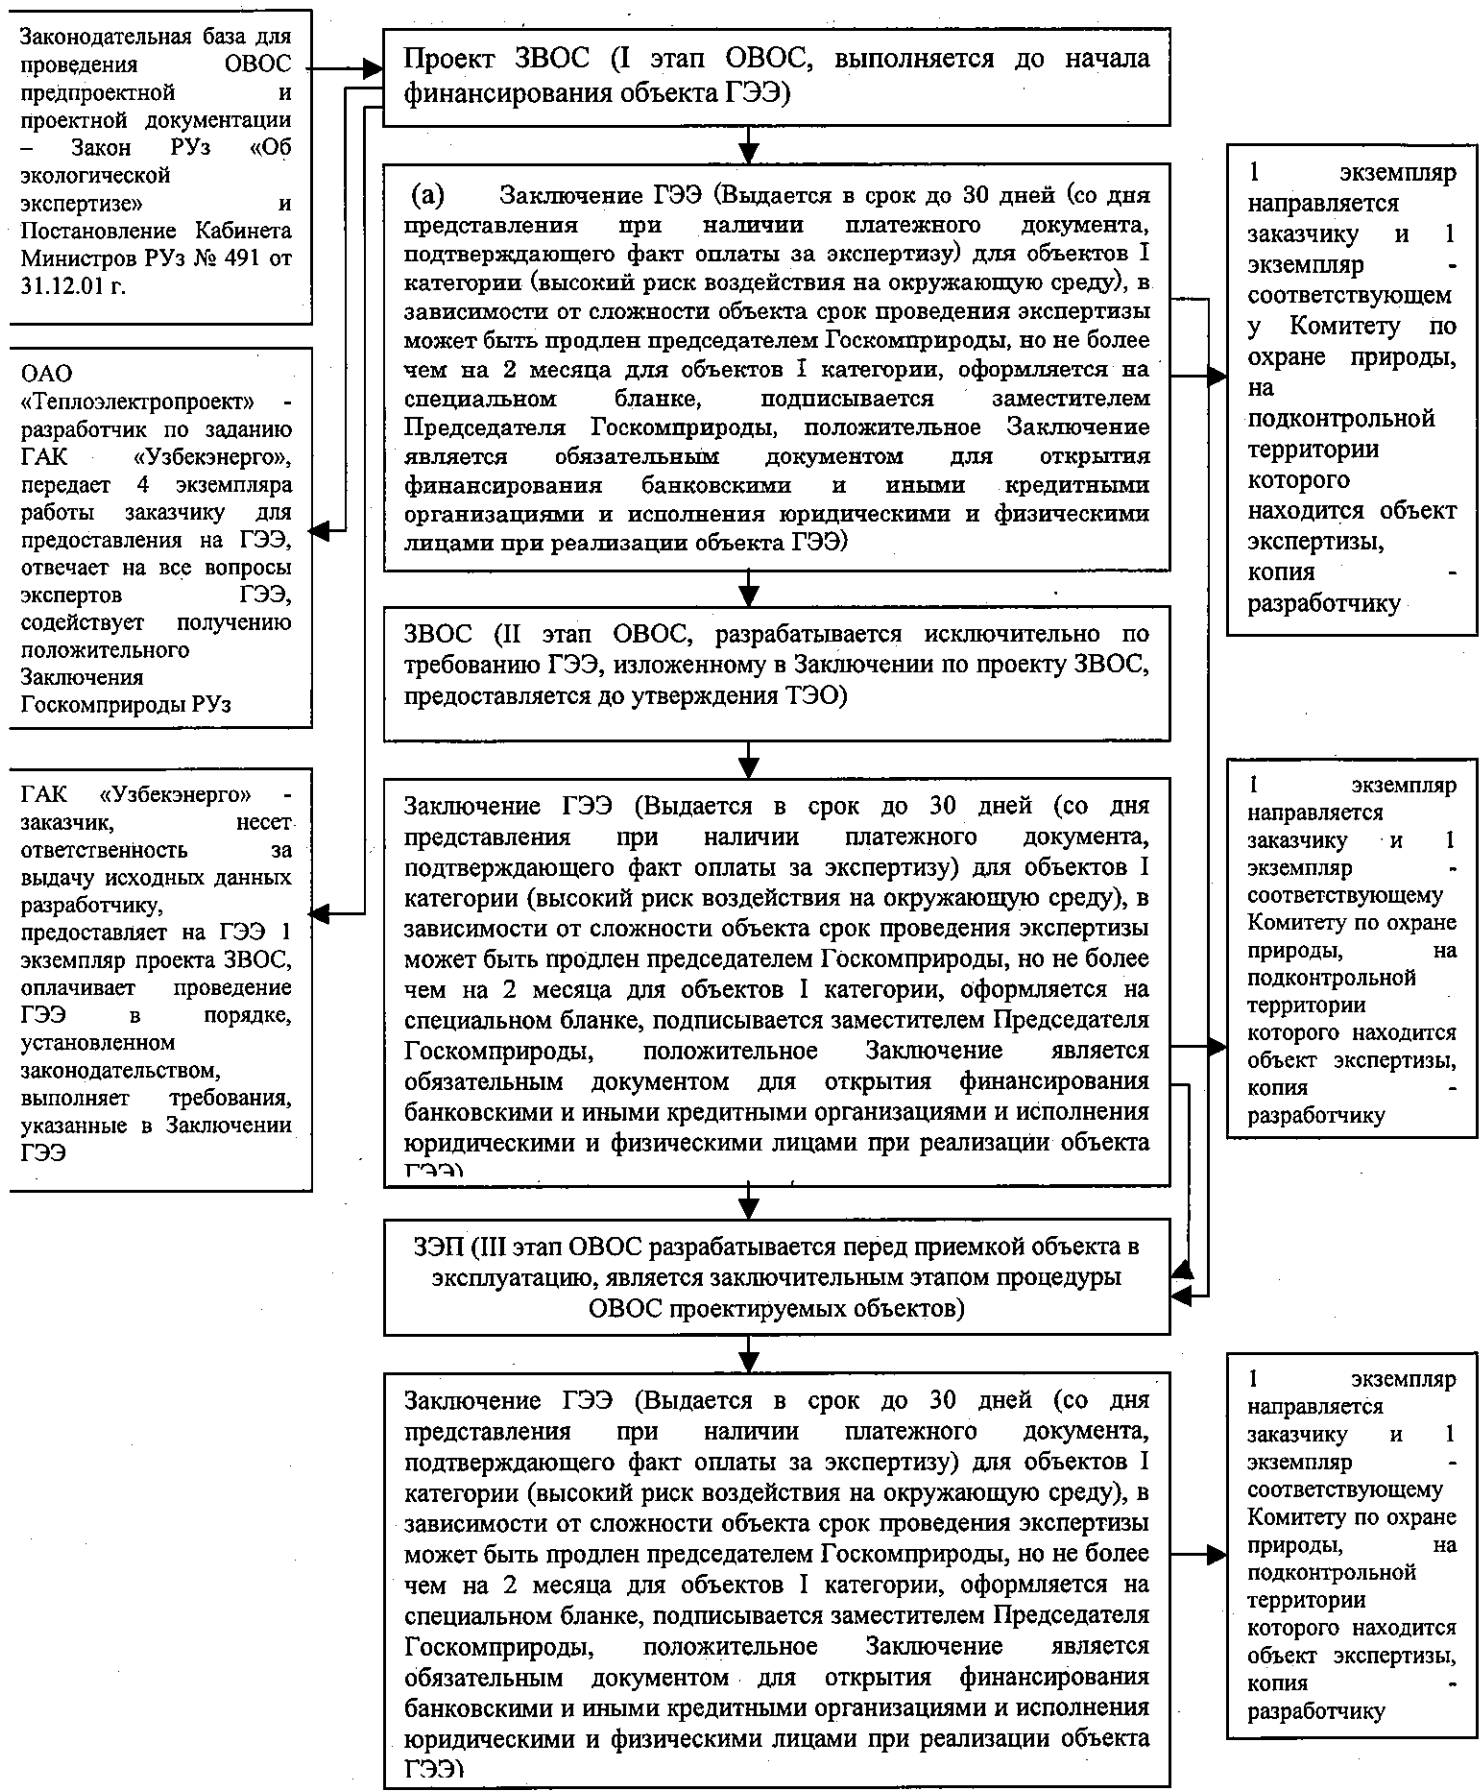 Законодательная база для
проведения ОВОС
предпроектной и
проектной документации
– Закон РУз «Об
экологической
экспертизе» и
Постановление Кабинета
Министров РУз № 491 от
31.12.01 г.
ОАО
«Теплоэлектропроект» -
разработчик по заданию
ГАК «Узбекэнерго»,
передает 4 экземпляра
работы заказчику для
предоставления на ГЭЭ,
отвечает на все вопросы
экспертов ГЭЭ,
содействует получению
положительного
Заключения
Госкомприроды РУз
ГАК «Узбекэнерго» -
заказчик, несет
ответственность за
выдачу исходных данных
разработчику,
предоставляет на ГЭЭ 1
экземпляр проекта ЗВОС,
оплачивает проведение
ГЭЭ в порядке,
установленном
законодательством,
выполняет требования,
указанные в Заключении
ГЭЭ
Проект ЗВОС (I этап ОВОС, выполняется до начала
финансирования объекта ГЭЭ)
(а) Заключение ГЭЭ (Выдается в срок до 30 дней (со дня
представления при наличии платежного документа,
подтверждающего факт оплаты за экспертизу) для объектов I
категории (высокий риск воздействия на окружающую среду), в
зависимости от сложности объекта срок проведения экспертизы
может быть продлен председателем Госкомприроды, но не более
чем на 2 месяца для объектов I категории, оформляется на
специальном бланке, подписывается заместителем
Председателя Госкомприроды, положительное Заключение
является обязательным документом для открытия
финансирования банковскими и иными кредитными
организациями и исполнения юридическими и физическими
лицами при реализации объекта ГЭЭ)
ЗВОС (II этап ОВОС, разрабатывается исключительно по
требованию ГЭЭ, изложенному в Заключении по проекту ЗВОС,
предоставляется до утверждения ТЭО)
Заключение ГЭЭ (Выдается в срок до 30 дней (со дня
представления при наличии платежного документа,
подтверждающего факт оплаты за экспертизу) для объектов I
категории (высокий риск воздействия на окружающую среду), в
зависимости от сложности объекта срок проведения экспертизы
может быть продлен председателем Госкомприроды, но не более
чем на 2 месяца для объектов I категории, оформляется на
специальном бланке, подписывается заместителем Председателя
Госкомприроды, положительное Заключение является
обязательным документом для открытия финансирования
банковскими и иными кредитными организациями и исполнения
юридическими и физическими лицами при реализации объекта
ГЭЭ)
ЗЭП (III этап ОВОС разрабатывается перед приемкой объекта в
эксплуатацию, является заключительным этапом процедуры
ОВОС проектируемых объектов)
Заключение ГЭЭ (Выдается в срок до 30 дней (со дня
представления при наличии платежного документа,
подтверждающего факт оплаты за экспертизу) для объектов I
категории (высокий риск воздействия на окружающую среду), в
зависимости от сложности объекта срок проведения экспертизы
может быть продлен председателем Госкомприроды, но не более
чем на 2 месяца для объектов I категории, оформляется на
специальном бланке, подписывается заместителем Председателя
Госкомприроды, положительное Заключение является
обязательным документом для открытия финансирования
банковскими и иными кредитными организациями и исполнения
юридическими и физическими лицами при реализации объекта
ГЭЭ)
1 экземпляр
направляется
заказчику и 1
экземпляр -
соответствующем
у Комитету по
охране природы,
на
подконтрольной
территории
которого
находится объект
экспертизы,
копия -
разработчику
1 экземпляр
направляется
заказчику и 1
экземпляр -
соответствующему
Комитету по охране
природы, на
подконтрольной
территории
которого находится
объект экспертизы,
копия -
разработчику
1 экземпляр
направляется
заказчику и 1
экземпляр -
соответствующему
Комитету по охране
природы, на
подконтрольной
территории
которого находится
объект экспертизы,
копия -
разработчику